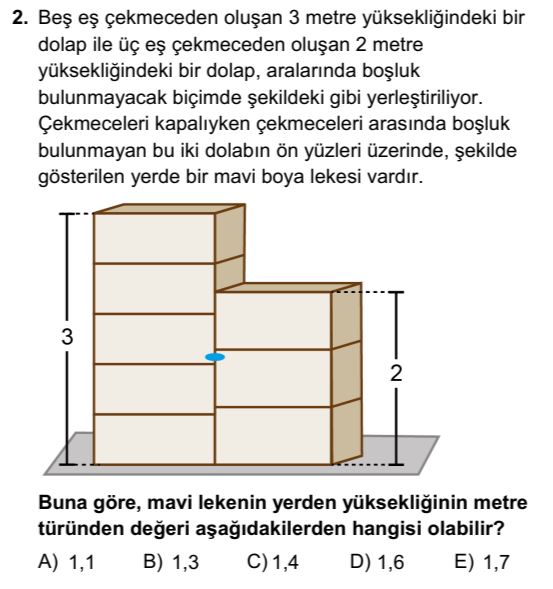 2. Beş eş çekmeceden oluşan 3 metre yüksekliğindeki bir
dolap ile üç eş çekmeceden oluşan 2 metre
yüksekliğindeki bir dolap, aralarında boşluk
bulunmayacak biçimde şekildeki gibi yerleştiriliyor.
Çekmeceleri kapalıyken çekmeceleri arasında boşluk
bulunmayan bu iki dolabın ön yüzleri üzerinde, şekilde
gösterilen yerde bir mavi boya lekesi vardır.
3
2
Buna göre, mavi lekenin yerden yüksekliğinin metre
türünden değeri aşağıdakilerden hangisi olabilir?
A) 1,1 B) 1,3 C) 1,4 D) 1,6 E) 1,7